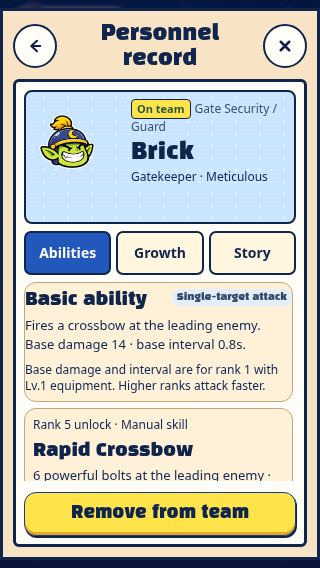 Personnel
record
On team Gate Security /
Guard
Brick
Gatekeeper · Meticulous
Abilities Growth Story
Basic ability Single-target attack
Fires a crossbow at the leading enemy.
Base damage 14 · base interval 0.8s.
Base damage and interval are for rank 1 with
Lv.1 equipment. Higher ranks attack faster.
Rank 5 unlock · Manual skill
Rapid Crossbow
6 powerful bolts at the leading enemy ·
Remove from team